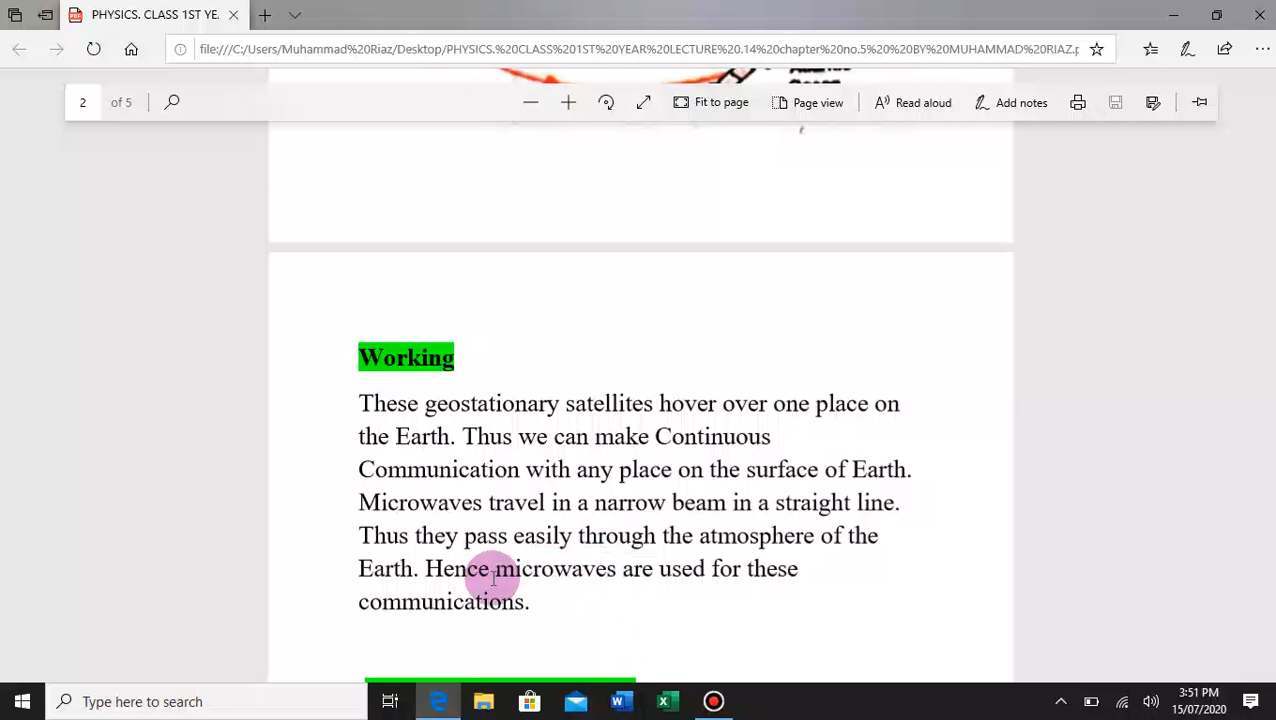 PHYSICS. CLASS 1ST YE.
file:///C:/Users/Muhammad%20Riaz/Desktop/PHYSICS.%20CLASS%201ST%20YEAR%20LECTURE%20.14%20chapter%20no.5%20%20BY%20MUHAMMAD%20RIAZ.p
2 of 5 Fit to page Page view Read aloud Add notes
Working
These geostationary satellites hover over one place on
the Earth. Thus we can make Continuous
Communication with any place on the surface of Earth.
Microwaves travel in a narrow beam in a straight line.
Thus they pass easily through the atmosphere of the
Earth. Hence microwaves are used for these
communications.
Type here to search
3:51 PM
15/07/2020